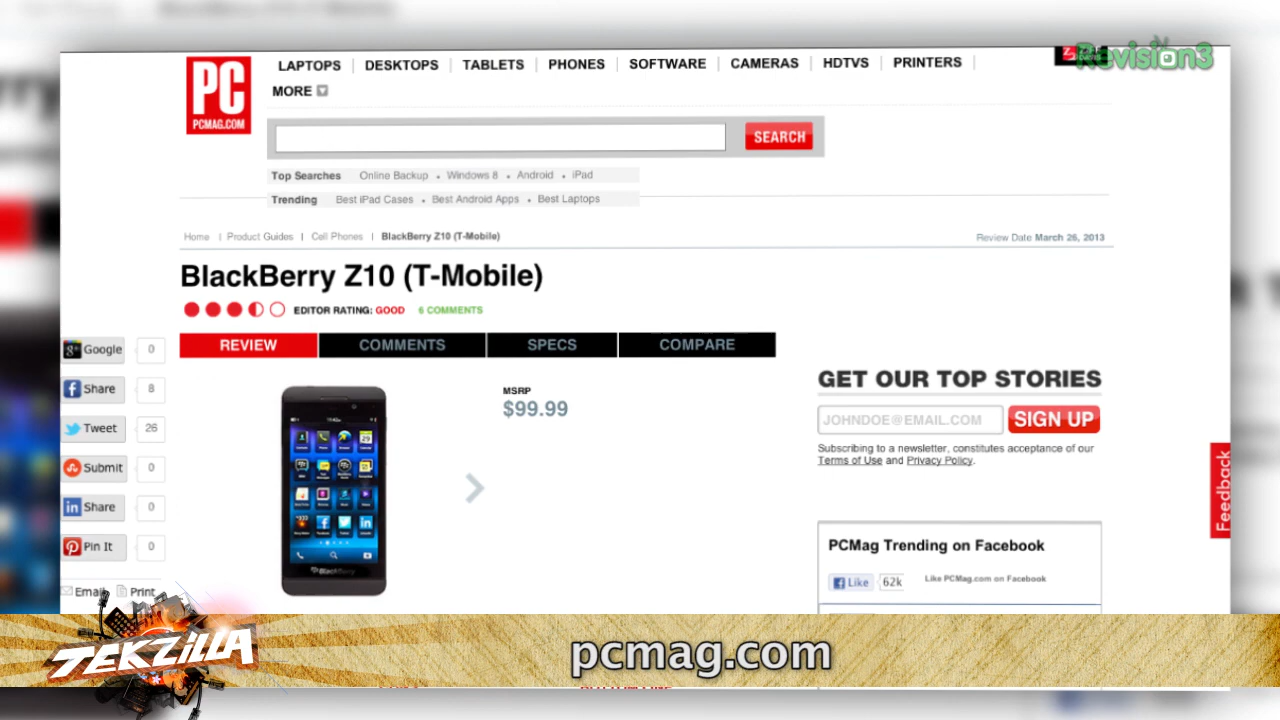 Revision3
PC
PCMAG.COM
LAPTOPS | DESKTOPS | TABLETS | PHONES | SOFTWARE | CAMERAS | HDTVS | PRINTERS |
MORE
SEARCH
Top Searches Online Backup • Windows 8 • Android • iPad
Trending Best iPad Cases • Best Android Apps • Best Laptops
Home | Product Guides | Cell Phones | BlackBerry Z10 (T-Mobile)
Review Date March 26, 2013
BlackBerry Z10 (T-Mobile)
EDITOR RATING: GOOD 6 COMMENTS
REVIEW COMMENTS SPECS COMPARE
Google 0
Share 8
Tweet 26
Submit 0
Share 0
Pin It 0
Email Print
MSRP
$99.99
BlackBerry
GET OUR TOP STORIES
JOHNDOE@EMAIL.COM SIGN UP
Subscribing to a newsletter, constitutes acceptance of our
Terms of Use and Privacy Policy.
Feedback
PCMag Trending on Facebook
Like 62k Like PCMag.com on Facebook
TEKZILLA
pcmag.com